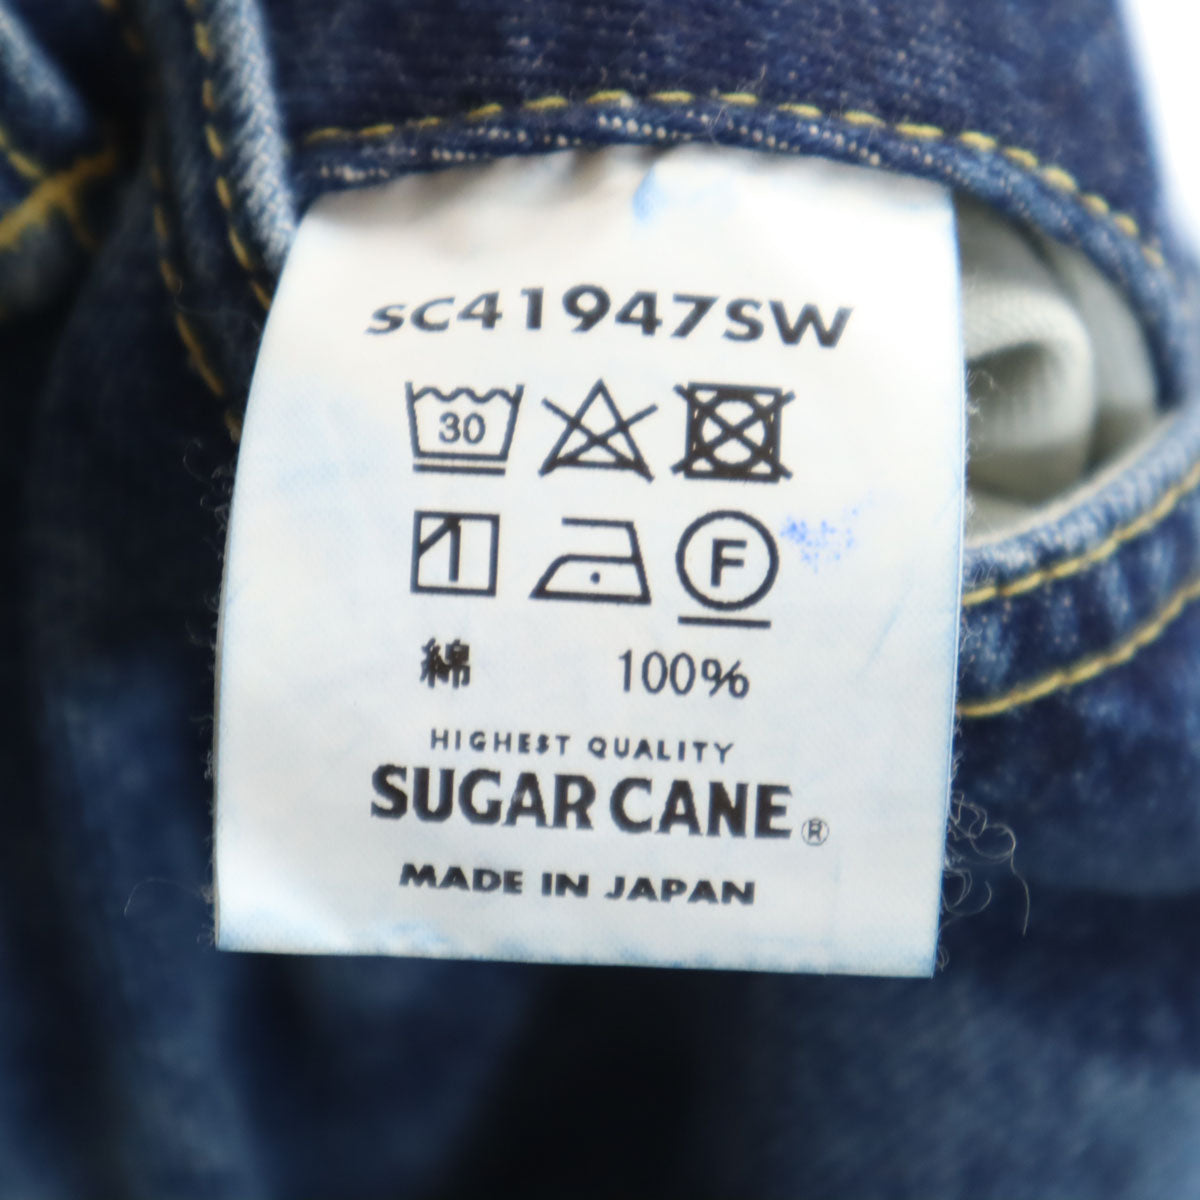 SC41947SW
30
F
綿 100%
HIGHEST QUALITY
SUGAR CANE ®
MADE IN JAPAN